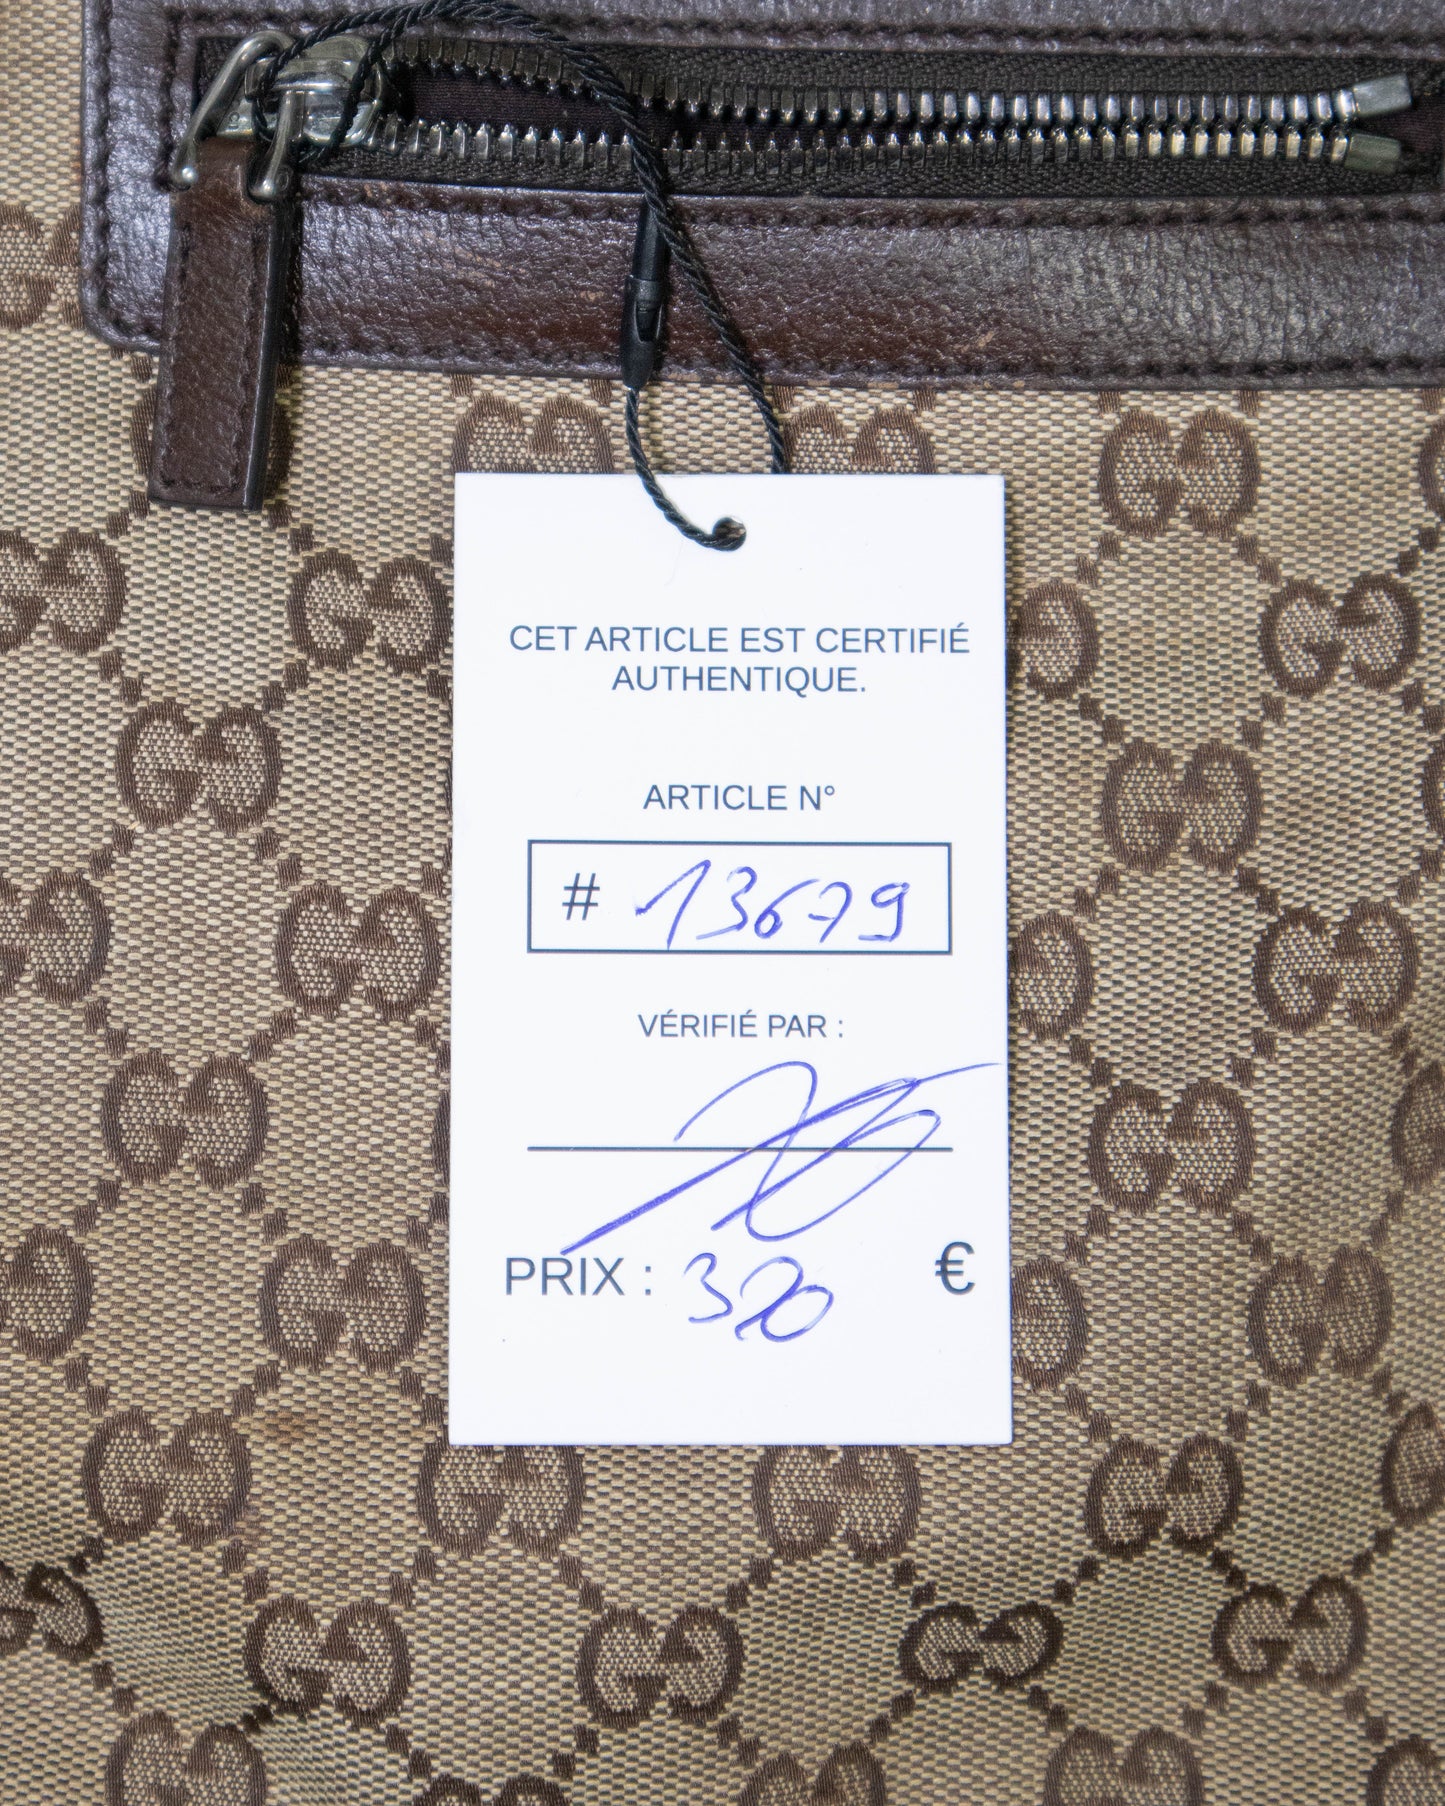 CET ARTICLE EST CERTIFIÉ
AUTHENTIQUE.
ARTICLE N°
# 13679
VÉRIFIÉ PAR :
PRIX : 320 €